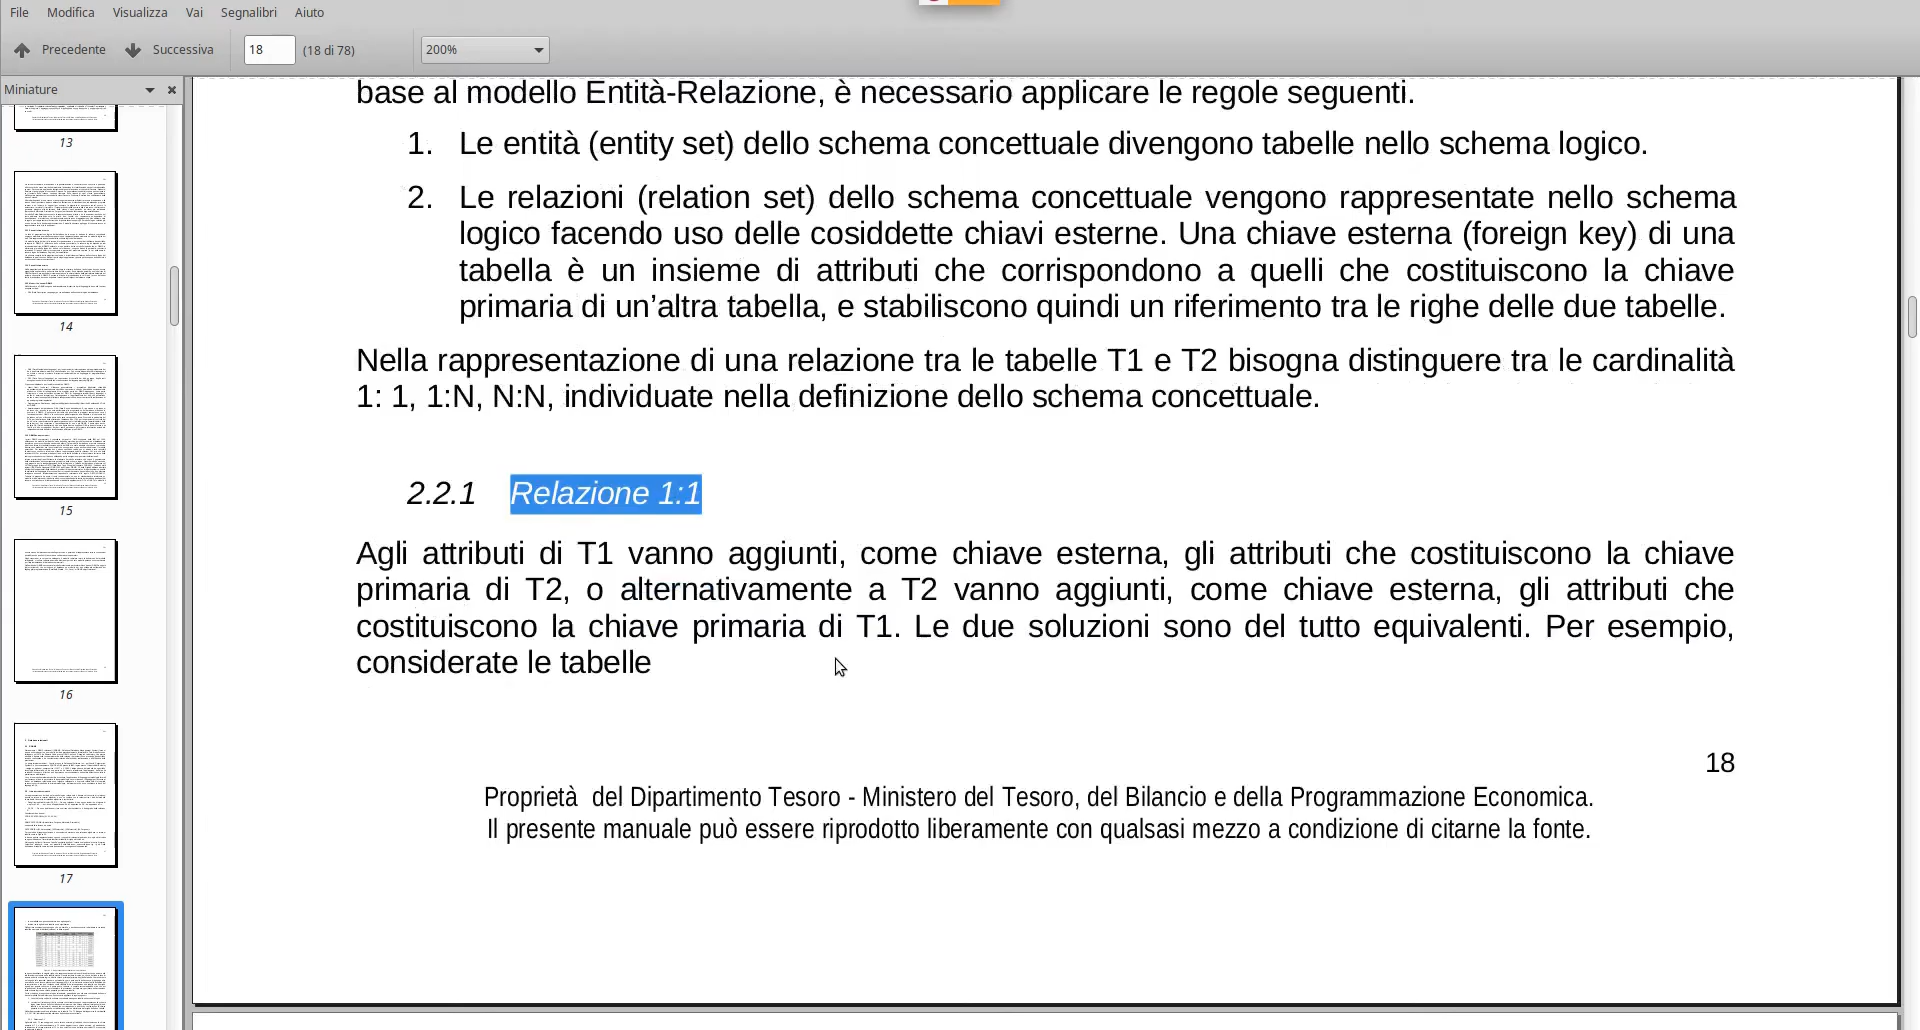 File Modifica Visualizza Vai Segnalibri Aiuto
Precedente Successiva 18 (18 di 78) 200%
Miniature
13
14
15
16
17
base al modello Entità-Relazione, è necessario applicare le regole seguenti.
1. Le entità (entity set) dello schema concettuale divengono tabelle nello schema logico.
2. Le relazioni (relation set) dello schema concettuale vengono rappresentate nello schema
logico facendo uso delle cosiddette chiavi esterne. Una chiave esterna (foreign key) di una
tabella è un insieme di attributi che corrispondono a quelli che costituiscono la chiave
primaria di un’altra tabella, e stabiliscono quindi un riferimento tra le righe delle due tabelle.
Nella rappresentazione di una relazione tra le tabelle T1 e T2 bisogna distinguere tra le cardinalità
1: 1, 1:N, N:N, individuate nella definizione dello schema concettuale.
2.2.1 Relazione 1:1
Agli attributi di T1 vanno aggiunti, come chiave esterna, gli attributi che costituiscono la chiave
primaria di T2, o alternativamente a T2 vanno aggiunti, come chiave esterna, gli attributi che
costituiscono la chiave primaria di T1. Le due soluzioni sono del tutto equivalenti. Per esempio,
considerate le tabelle
18
Proprietà del Dipartimento Tesoro - Ministero del Tesoro, del Bilancio e della Programmazione Economica.
Il presente manuale può essere riprodotto liberamente con qualsasi mezzo a condizione di citarne la fonte.